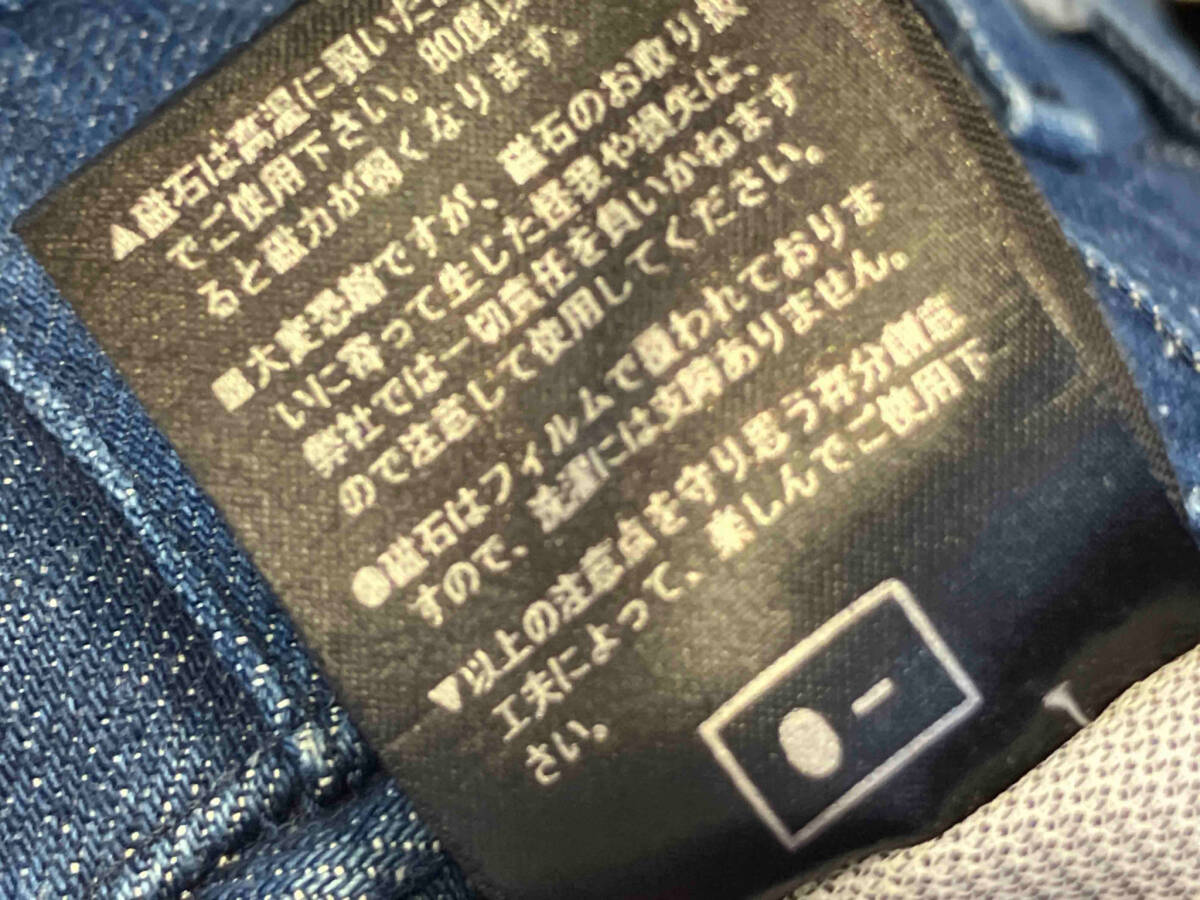 ▲磁石は高温に弱いた
でご使用下さい。80度以
ると磁力が弱くなります。
■大変恐縮ですが、磁石のお取り扱
いに寄って生じた怪我や損失は、
弊社では一切責任を負いかねます
ので注意して使用してください。
●磁石はフィルムで覆われておりま
すので、洗濯には支障ありません。
▼以上の注意点を守り思う存分創意
工夫によって、楽しんでご使用下
さい。